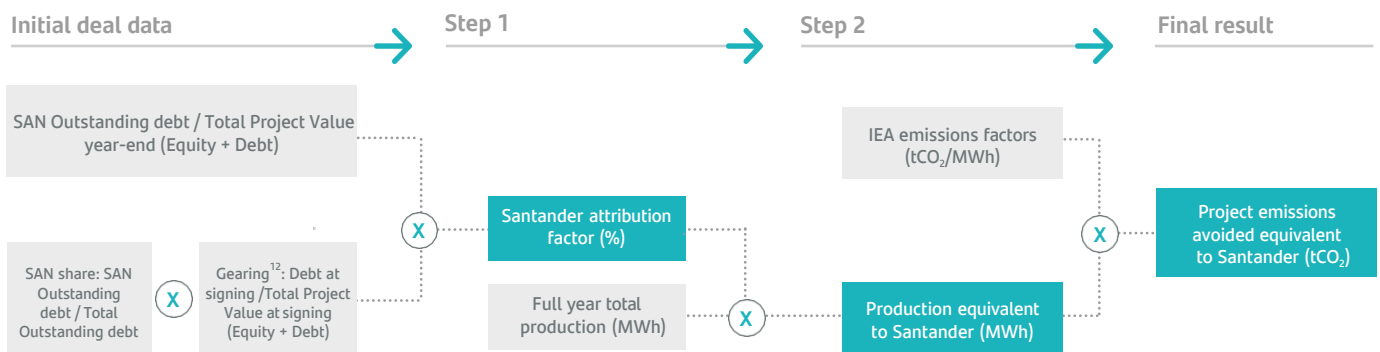 Initial deal data
Step 1
Step 2
Final result
SAN Outstanding debt / Total Project Value
year-end (Equity + Debt)
SAN share: SAN
Outstanding
debt / Total
Outstanding debt
X
Gearing¹²: Debt at
signing /Total Project
Value at signing
(Equity + Debt)
X
Santander attribution
factor (%)
Full year total
production (MWh)
X
IEA emissions factors
(tCO₂/MWh)
Production equivalent
to Santander (MWh)
X
Project emissions
avoided equivalent
to Santander (tCO₂)